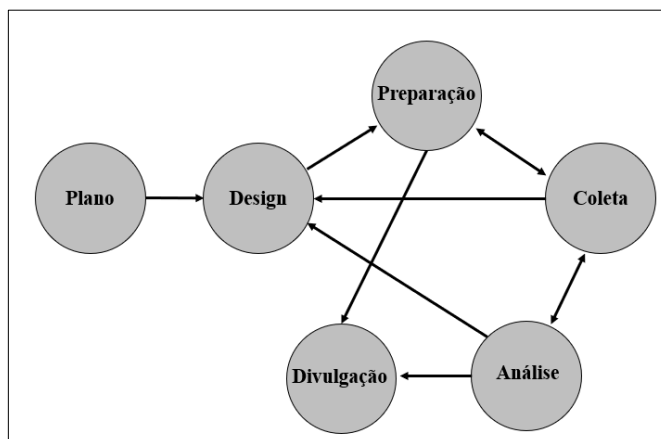 Preparação
Plano
Design
Coleta
Divulgação
Análise